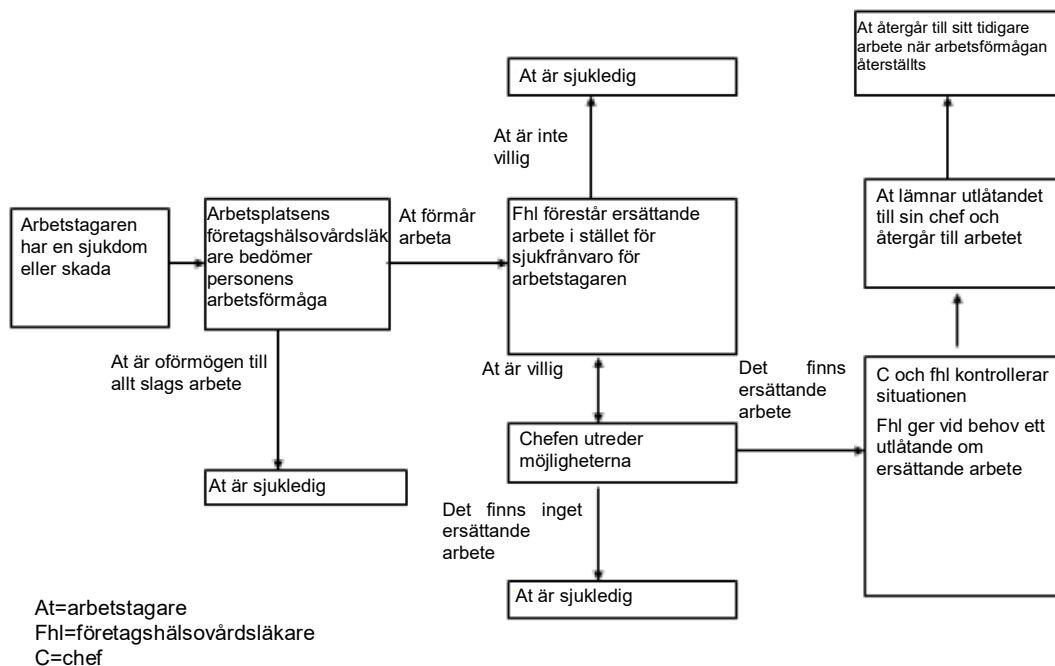 At återgår till sitt tidigare
arbete när arbetsförmågan
återställts
At är sjukledig
At är inte
villig
Arbetstagaren
har en sjukdom
eller skada
Arbetsplatsens
företagshälsovårdsläk
are bedömer
personens
arbetsförmåga
At förmår
arbeta
Fhl förestår ersättande
arbete i stället för
sjukfrånvaro för
arbetstagaren
At lämnar utlåtandet
till sin chef och
återgår till arbetet
At är oförmögen till
allt slags arbete
At är villig
Det finns
ersättande
arbete
C och fhl kontrollerar
situationen
Fhl ger vid behov ett
utlåtande om
ersättande arbete
Chefen utreder
möjligheterna
At är sjukledig
Det finns inget
ersättande
arbete
At är sjukledig
At=arbetstagare
Fhl=företagshälsovårdsläkare
C=chef